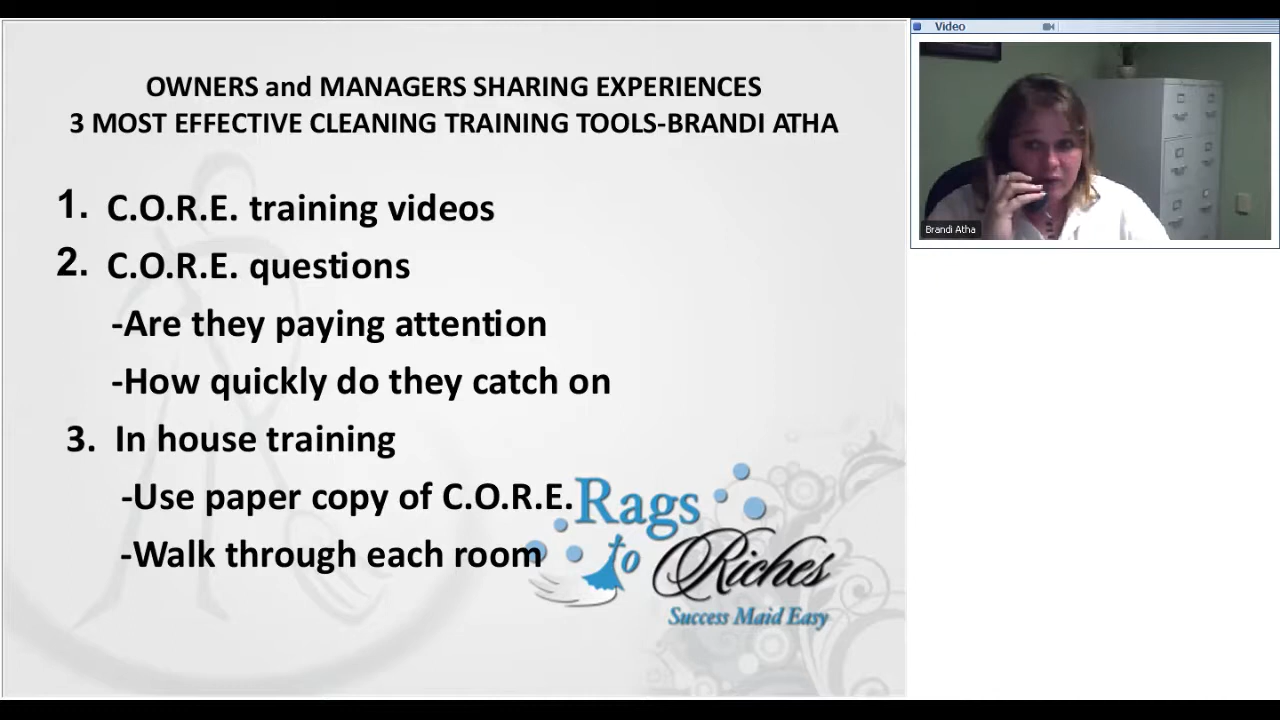 OWNERS and MANAGERS SHARING EXPERIENCES
3 MOST EFFECTIVE CLEANING TRAINING TOOLS-BRANDI ATHA
1. C.O.R.E. training videos
2. C.O.R.E. questions
-Are they paying attention
-How quickly do they catch on
3. In house training
-Use paper copy of C.O.R.E.
-Walk through each room
Rags
to Riches
Success Maid Easy
Video
Brandi Atha